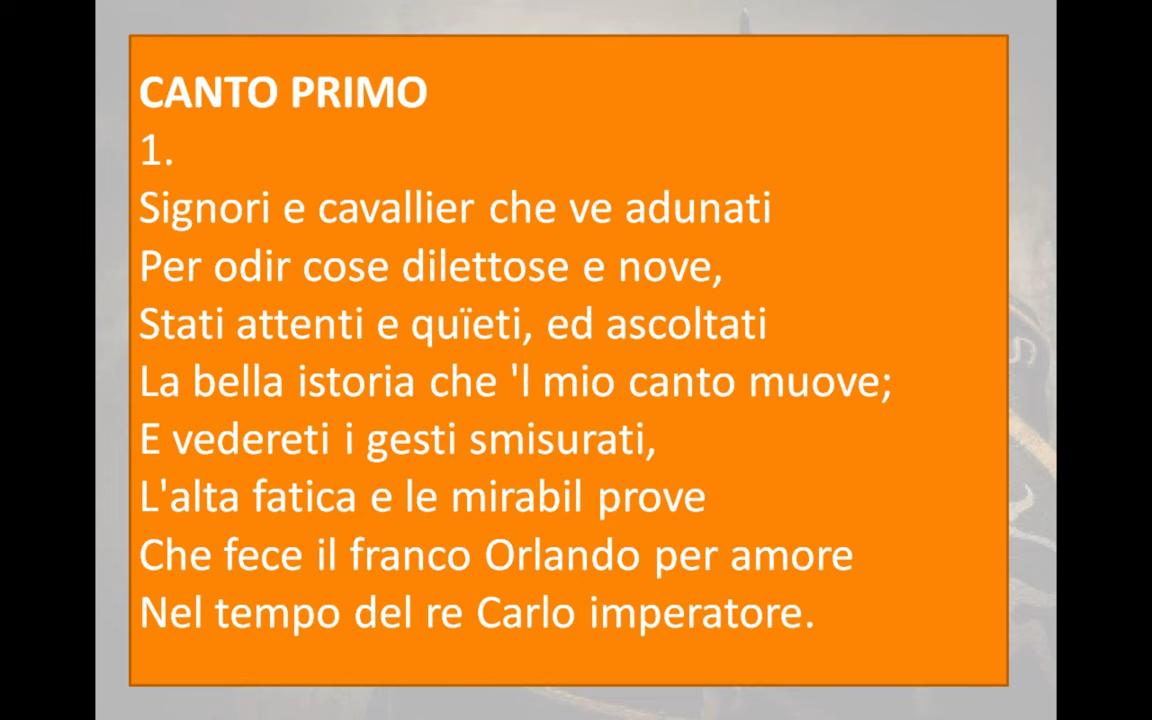 CANTO PRIMO
1.
Signori e cavallier che ve adunati
Per odir cose dilettose e nove,
Stati attenti e quïeti, ed ascoltati
La bella istoria che 'l mio canto muove;
E vedereti i gesti smisurati,
L'alta fatica e le mirabil prove
Che fece il franco Orlando per amore
Nel tempo del re Carlo imperatore.